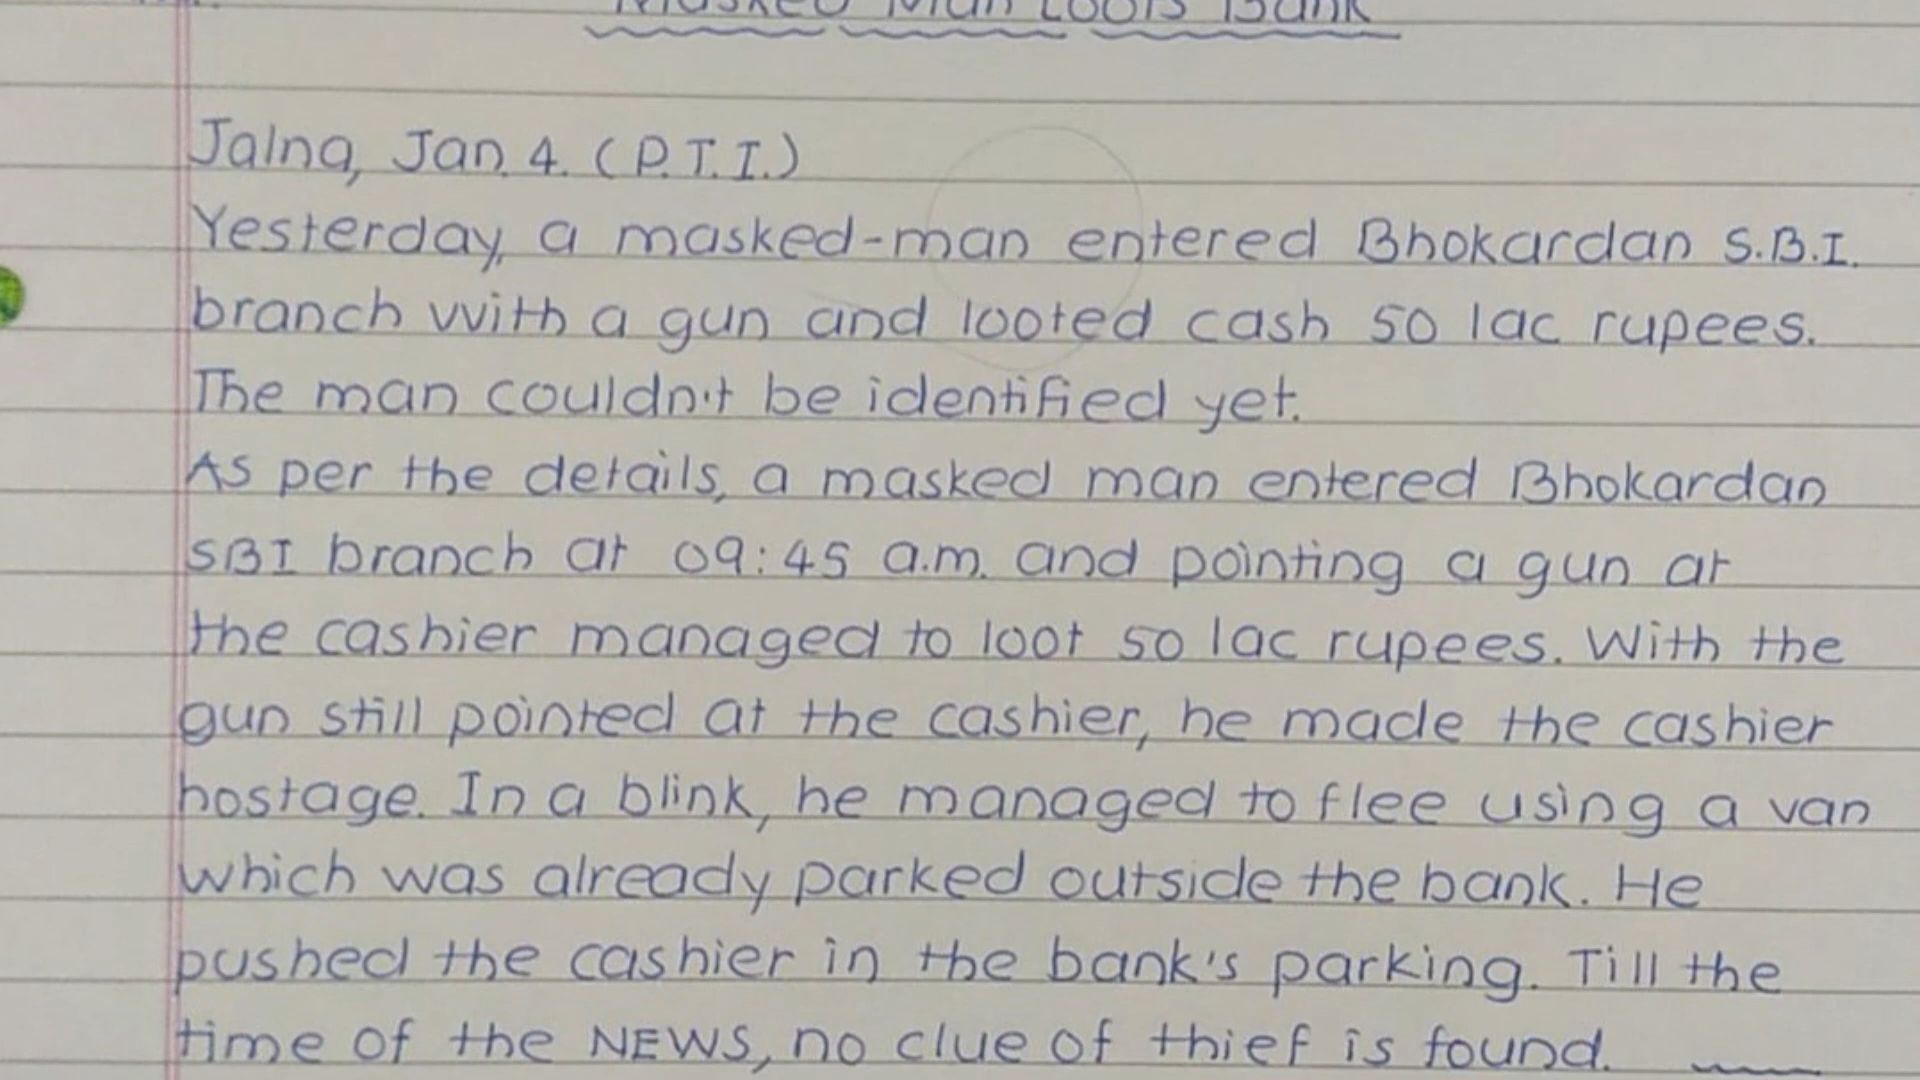 Masked Man Loots Bank
Jalna, Jan. 4. (P.T.I.)
Yesterday, a masked-man entered Bhokardan S.B.I.
branch with a gun and looted cash 50 lac rupees.
The man couldn't be identified yet.
As per the details, a masked man entered Bhokardan
SBI branch at 09:45 a.m. and pointing a gun at
the cashier managed to loot 50 lac rupees. With the
gun still pointed at the cashier, he made the cashier
hostage. In a blink, he managed to flee using a van
which was already parked outside the bank. He
pushed the cashier in the bank's parking. Till the
time of the NEWS, no clue of thief is found.